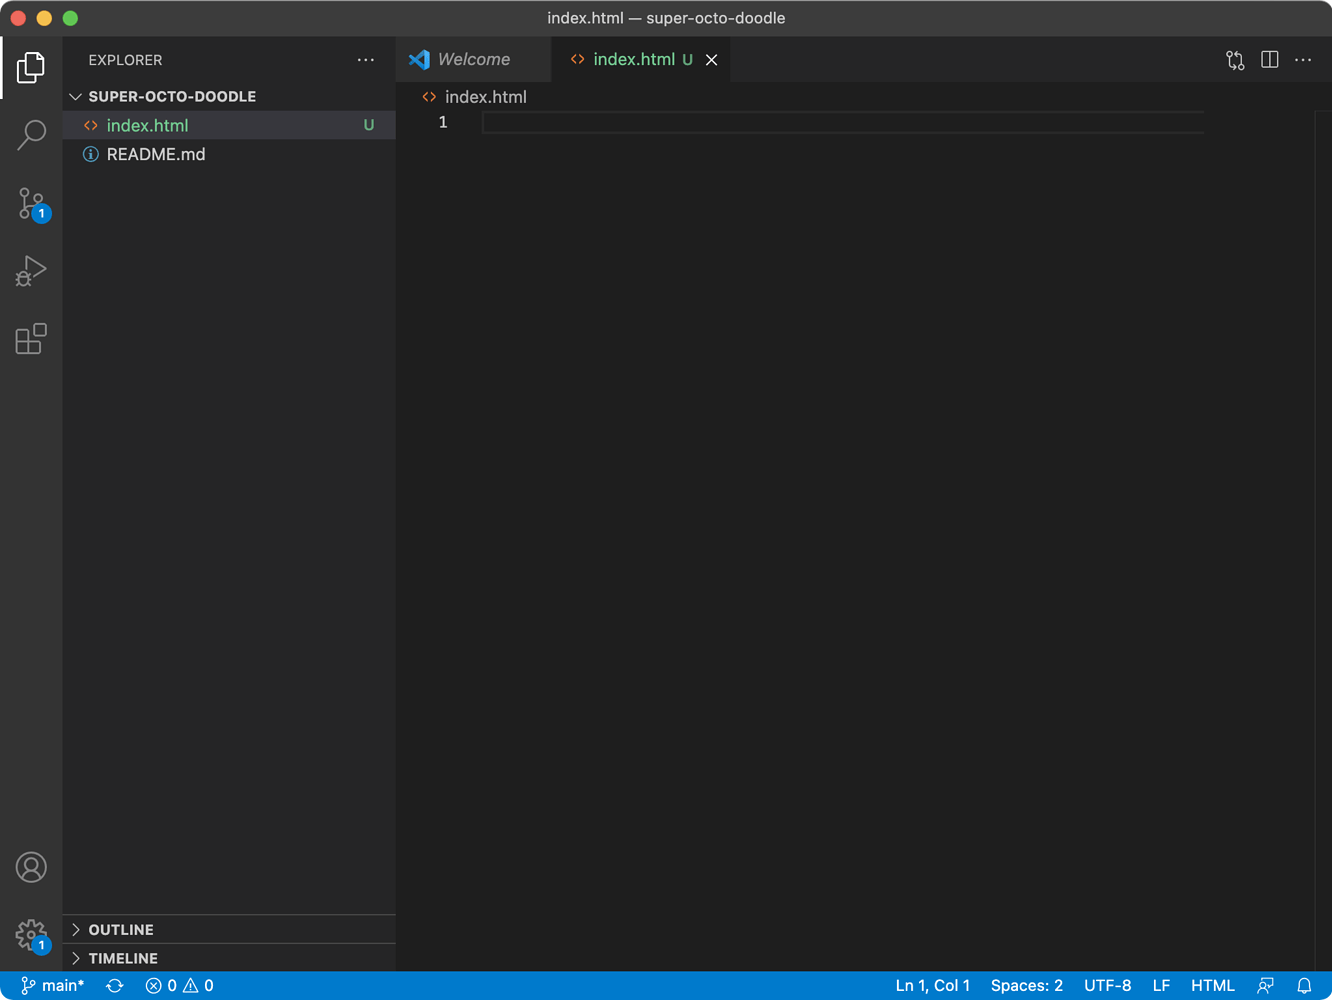 index.html — super-octo-doodle
EXPLORER
SUPER-OCTO-DOODLE
index.html U
README.md
Welcome
index.html U
index.html
1
1
1
OUTLINE
TIMELINE
main* 0 0 Ln 1, Col 1 Spaces: 2 UTF-8 LF HTML